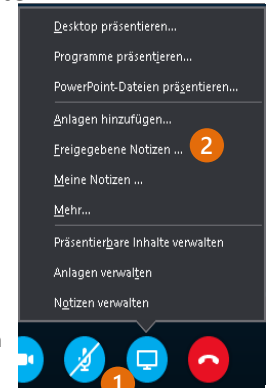 Desktop präsentieren...
Programme präsentieren...
PowerPoint-Dateien präsentieren...
Anlagen hinzufügen...
Freigegebene Notizen ... 2
Meine Notizen ...
Mehr...
Präsentierbare Inhalte verwalten
Anlagen verwalten
Notizen verwalten
1